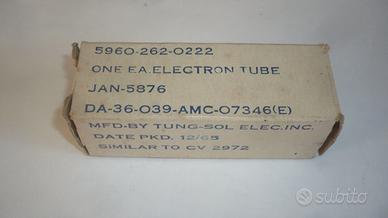 5960-262-0222
ONE EA. ELECTRON TUBE
JAN-5876
DA-36-039-AMC-07346(E)
MFD-BY TUNG-SOL ELEC. INC.
DATE PKD. 12/65
SIMILAR TO CV 2972
subito